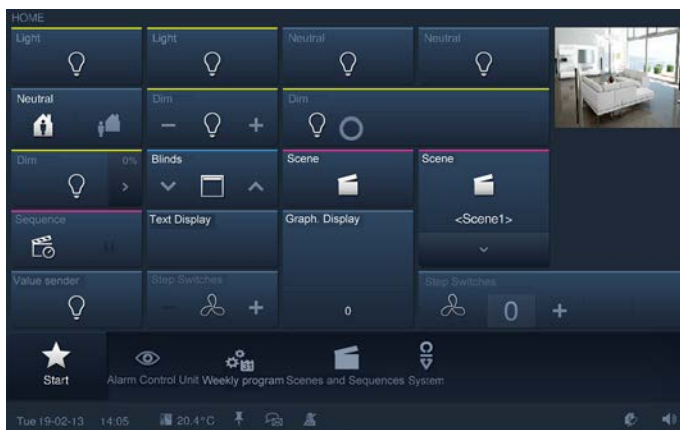 HOME
Light Light Neutral Neutral
Neutral Dim Dim
Dim 0% Blinds Scene Scene
<Scene1>
Sequence Text Display Graph. Display
Value sender Step Switches 0 Step Switches
0
Start Alarm Control Unit Weekly program Scenes and Sequences System
31
Tue 19-02-13 14:05 20.4°C